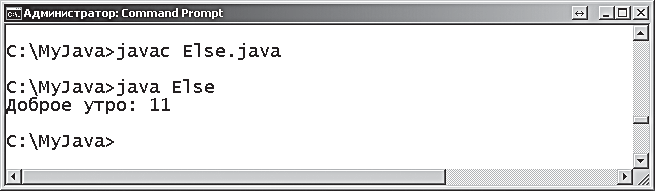 Администратор: Command Prompt
C:\MyJava>javac Else.java
C:\MyJava>java Else
Доброе утро: 11
C:\MyJava>